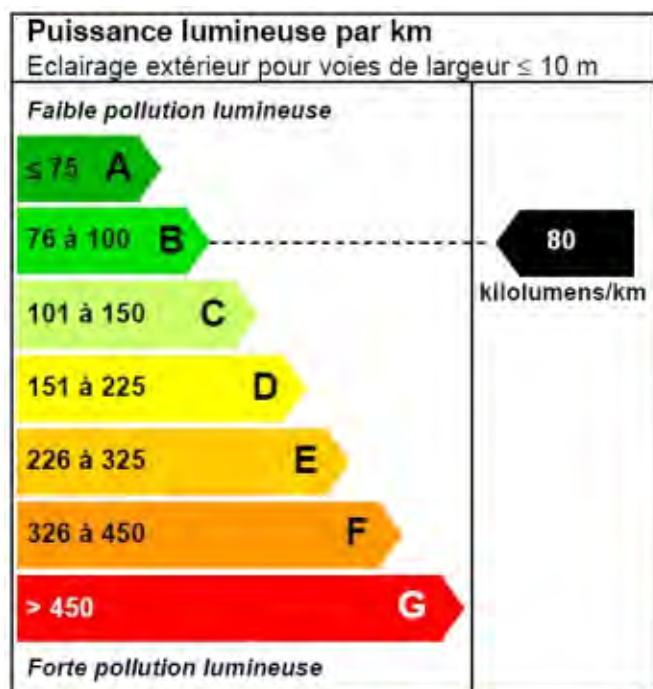 Puissance lumineuse par km
Eclairage extérieur pour voies de largeur ≤ 10 m
Faible pollution lumineuse
≤ 75 A
76 à 100 B
80
kilolumens/km
101 à 150 C
151 à 225 D
226 à 325 E
326 à 450 F
> 450 G
Forte pollution lumineuse